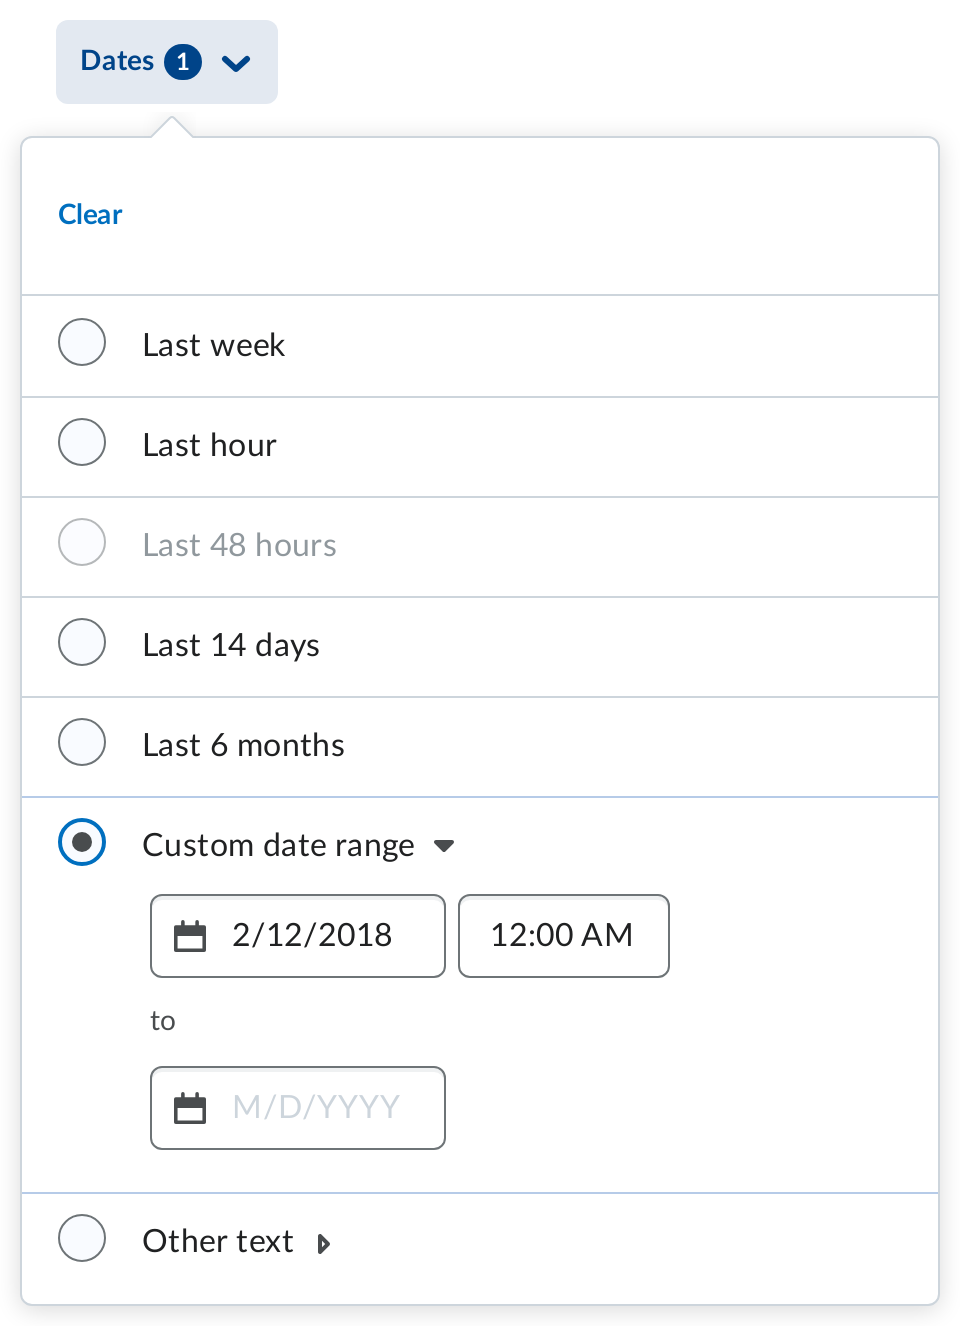 Dates 1
Clear
Last week
Last hour
Last 48 hours
Last 14 days
Last 6 months
Custom date range
2/12/2018 12:00 AM
to
M/D/YYYY
Other text